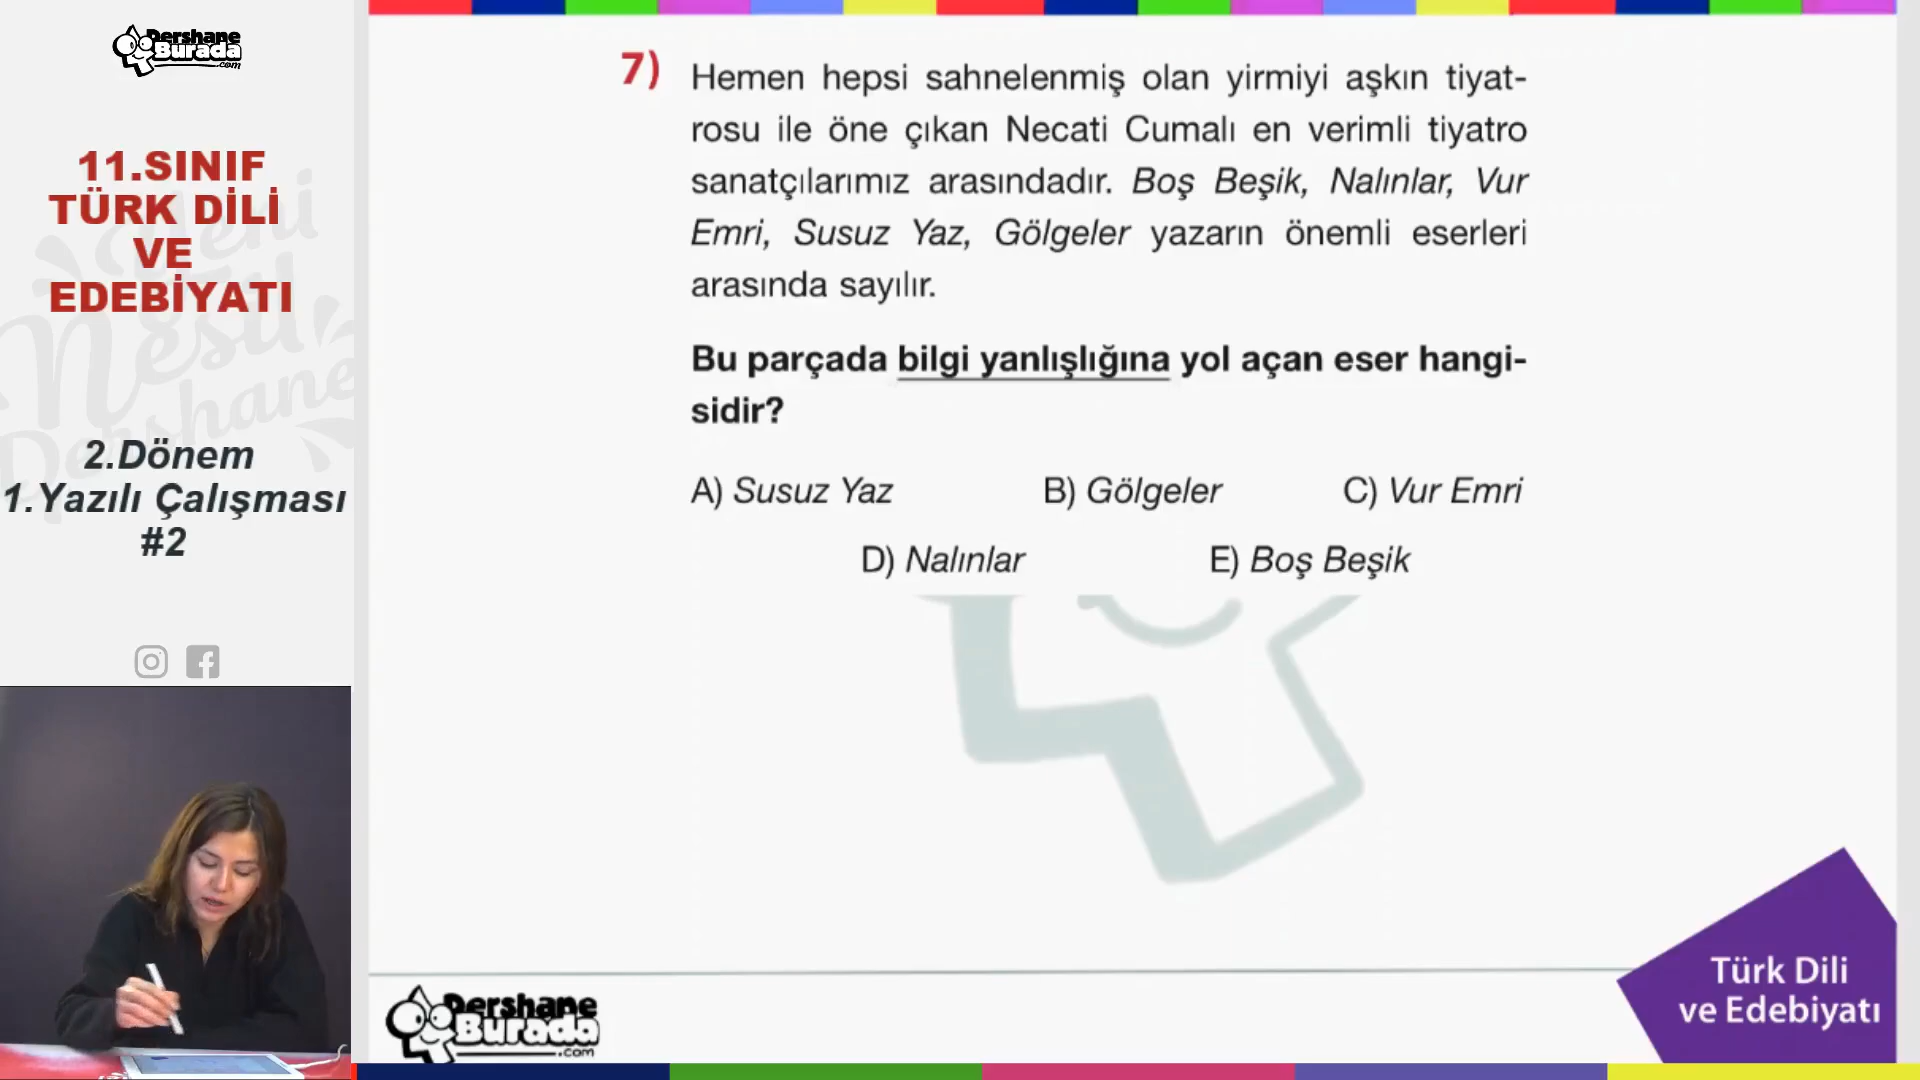 Dershane
Burada
.com
11.SINIF
TÜRK DİLİ
VE
EDEBİYATI
Yeni
Nesil
Dershane
2.Dönem
1.Yazılı Çalışması
#2
7) Hemen hepsi sahnelenmiş olan yirmiyi aşkın tiyat-
rosu ile öne çıkan Necati Cumalı en verimli tiyatro
sanatçılarımız arasındadır. Boş Beşik, Nalınlar, Vur
Emri, Susuz Yaz, Gölgeler yazarın önemli eserleri
arasında sayılır.
Bu parçada bilgi yanlışlığına yol açan eser hangi-
sidir?
A) Susuz Yaz B) Gölgeler C) Vur Emri
D) Nalınlar E) Boş Beşik
Dershane
Burada
.com
Türk Dili
ve Edebiyatı